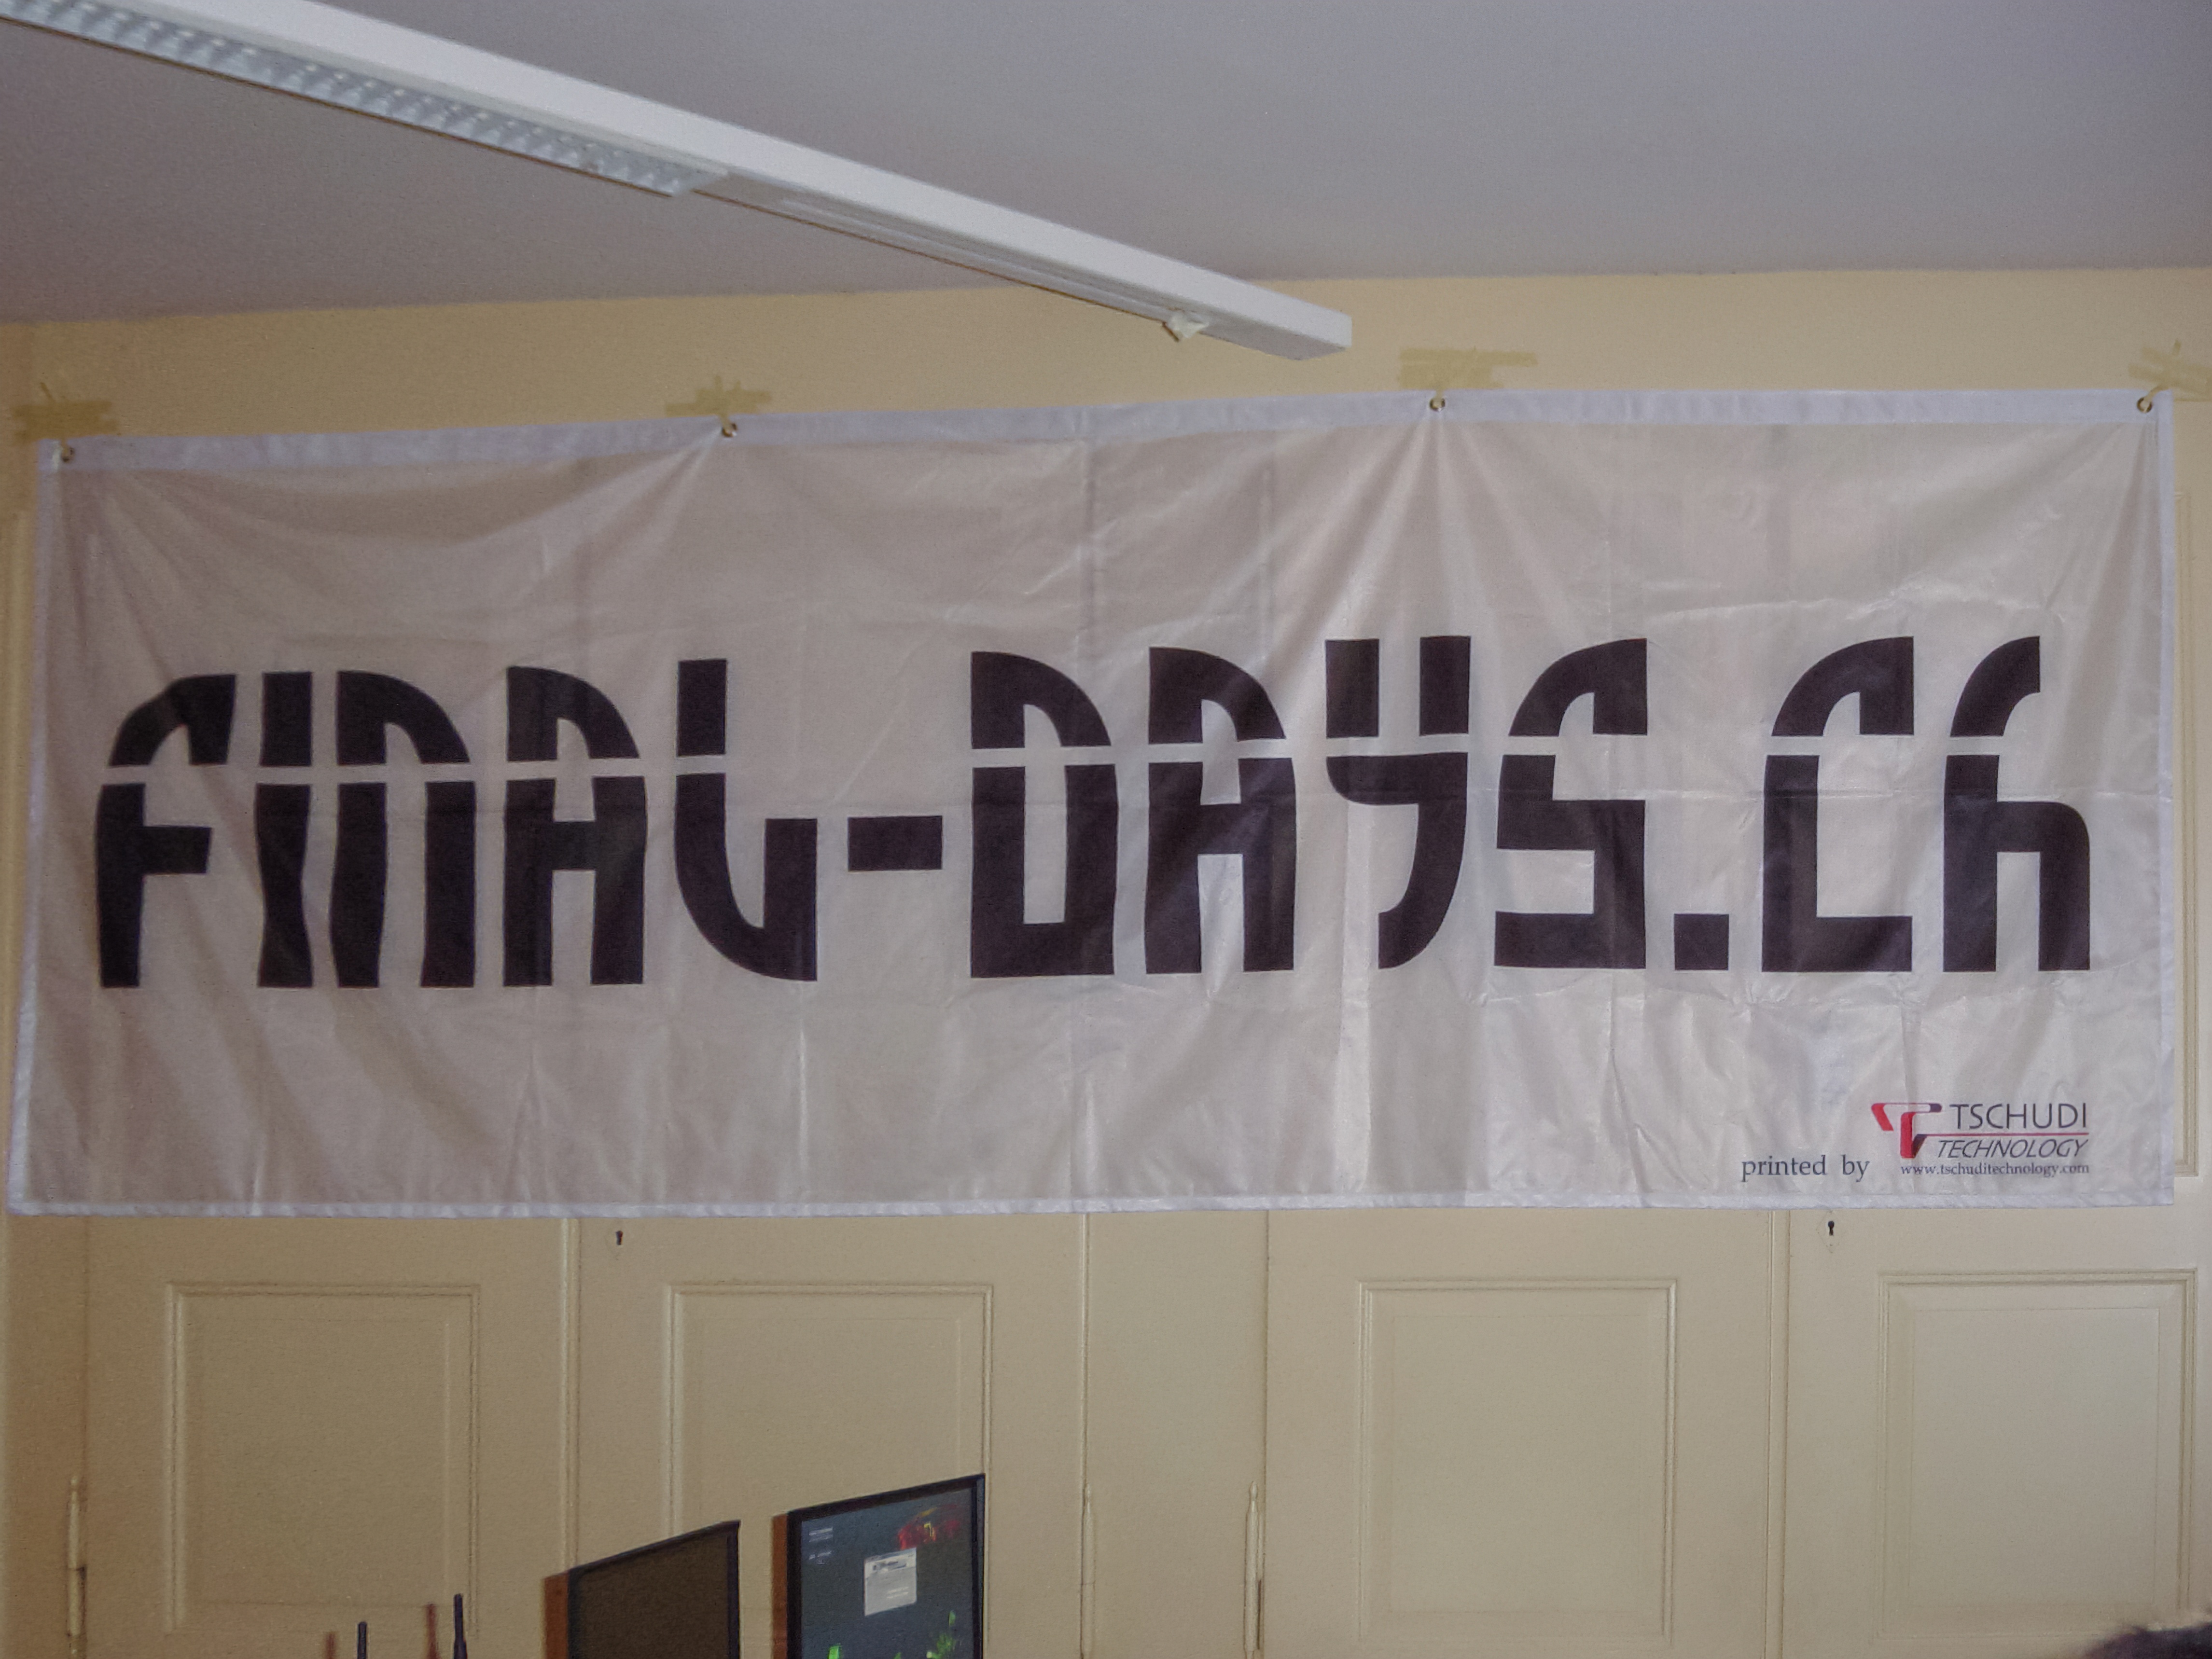 FINAL-DAYS.Ch
TSCHUDI
TECHNOLOGY
printed by www.tschuditechnology.com